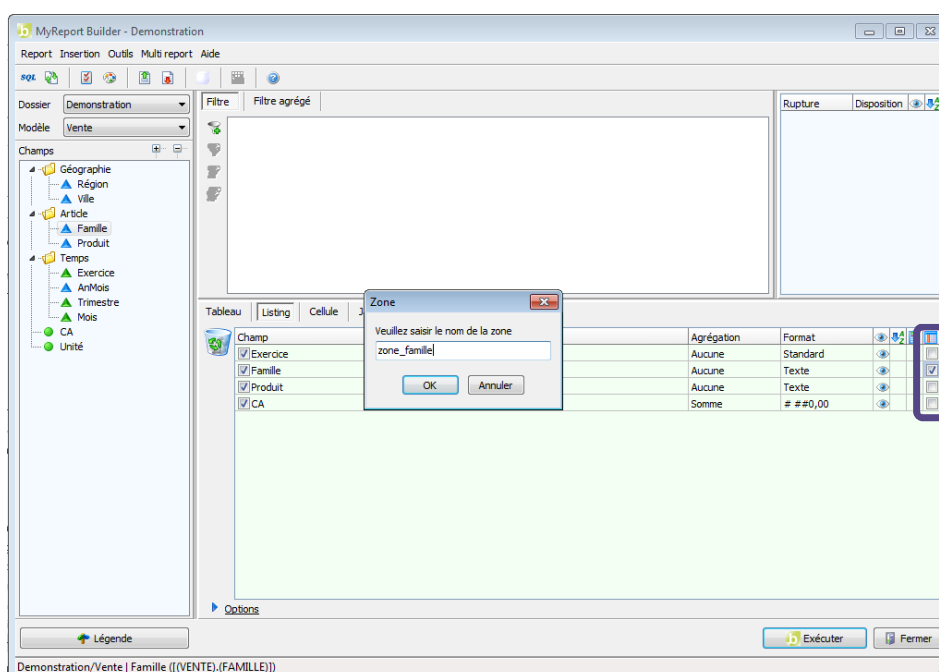 MyReport Builder - Demonstration
Report Insertion Outils Multi report Aide
SQL
Dossier Demonstration
Modèle Vente
Champs
Géographie
Région
Ville
Article
Famille
Produit
Temps
Exercice
AnMois
Trimestre
Mois
CA
Unité
Filtre Filtre agrégé
Rupture Disposition
Tableau Listing Cellule
Zone
Veuillez saisir le nom de la zone
zone_famille
OK Annuler
Champ Agrégation Format
Exercice Aucune Standard
Famille Aucune Texte
Produit Aucune Texte
CA Somme # ##0,00
Options
Légende Exécuter Fermer
Demonstration/Vente | Famille ([(VENTE).(FAMILLE)])